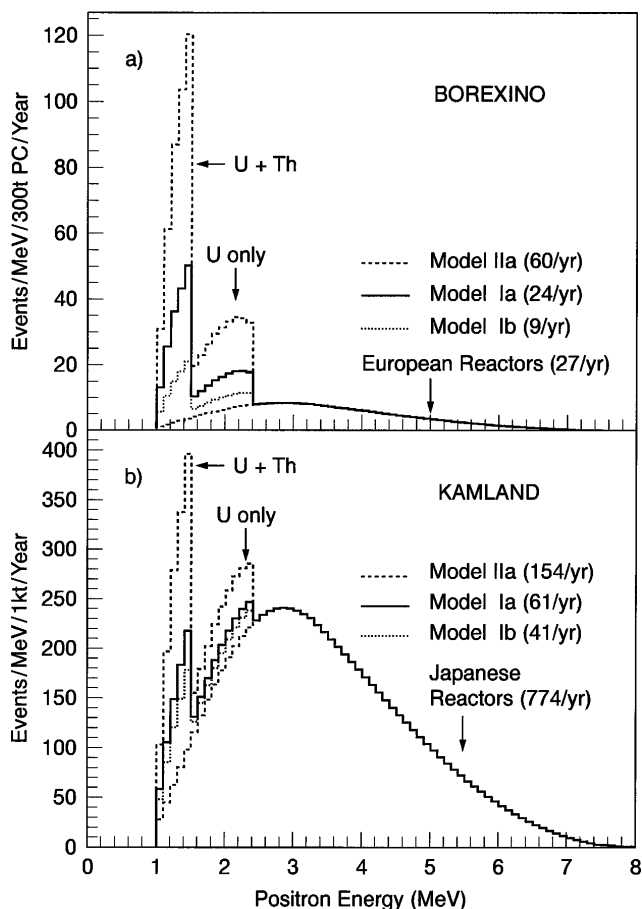 120
100
80
60
40
20
0
Events/MeV/300t PC/Year
a)
BOREXINO
U + Th
U only
Model IIa (60/yr)
Model Ia (24/yr)
Model Ib (9/yr)
European Reactors (27/yr)
400
350
300
250
200
150
100
50
0
Events/MeV/1kt/Year
b)
KAMLAND
U + Th
U only
Model IIa (154/yr)
Model Ia (61/yr)
Model Ib (41/yr)
Japanese
Reactors (774/yr)
0 1 2 3 4 5 6 7 8
Positron Energy (MeV)